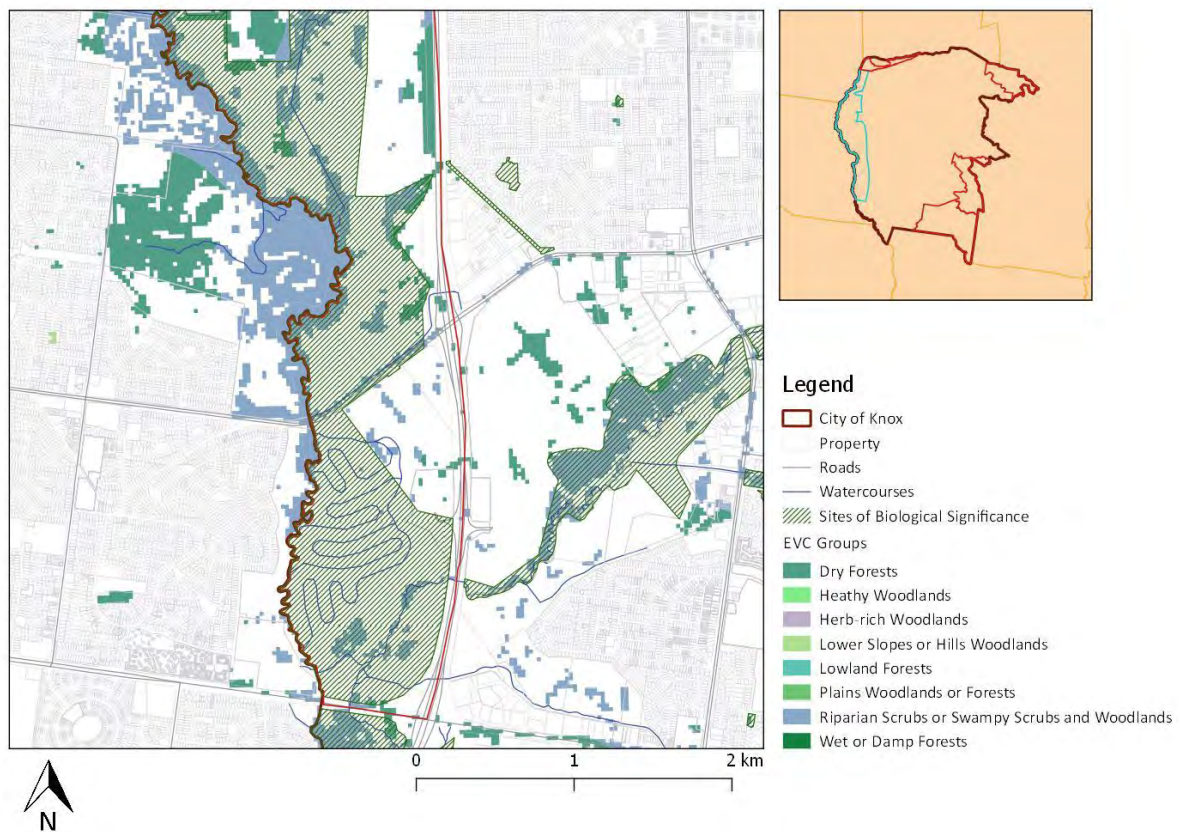 Legend
City of Knox
Property
Roads
Watercourses
Sites of Biological Significance
EVC Groups
Dry Forests
Heathy Woodlands
Herb-rich Woodlands
Lower Slopes or Hills Woodlands
Lowland Forests
Plains Woodlands or Forests
Riparian Scrubs or Swampy Scrubs and Woodlands
Wet or Damp Forests
0 1 2 km
N